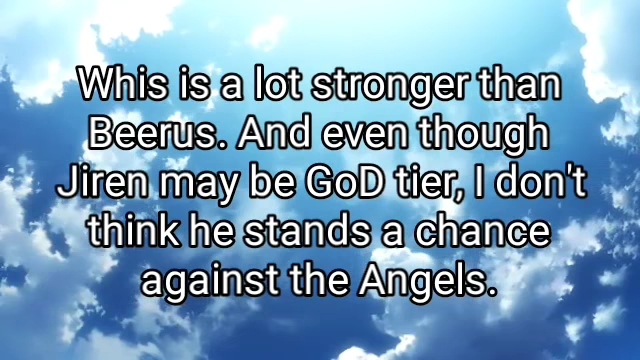 Whis is a lot stronger than
Beerus. And even though
Jiren may be GoD tier, I don't
think he stands a chance
against the Angels.